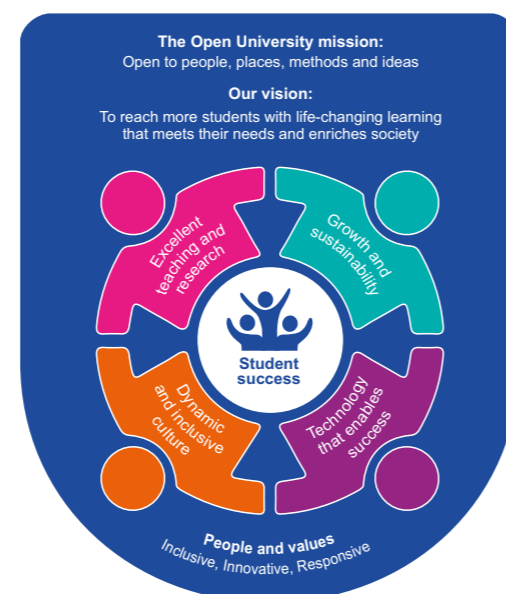 The Open University mission:
Open to people, places, methods and ideas
Our vision:
To reach more students with life-changing learning
that meets their needs and enriches society
Excellent
teaching and
research
Growth and
sustainability
Student
success
Dynamic
and inclusive
culture
Technology
that enables
success
People and values
Inclusive, Innovative, Responsive